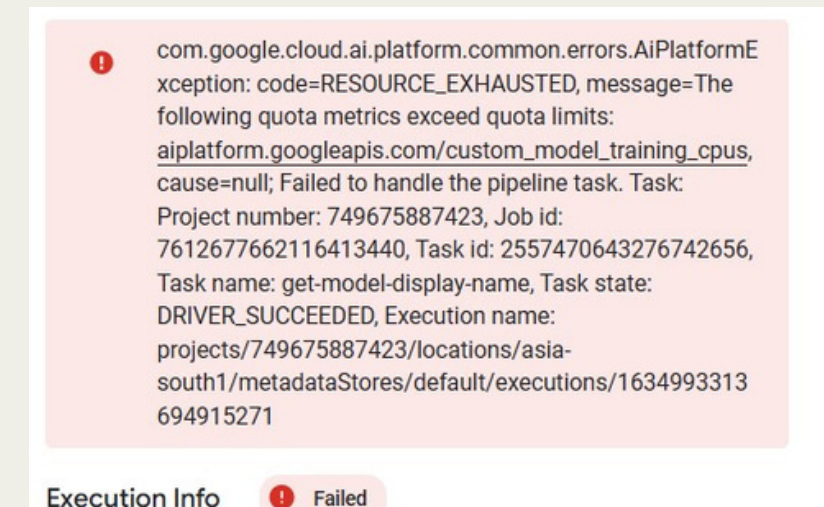 com.google.cloud.ai.platform.common.errors.AiPlatformE
xception: code=RESOURCE_EXHAUSTED, message=The
following quota metrics exceed quota limits:
aiplatform.googleapis.com/custom_model_training_cpus,
cause=null; Failed to handle the pipeline task. Task:
Project number: 749675887423, Job id:
7612677662116413440, Task id: 2557470643276742656,
Task name: get-model-display-name, Task state:
DRIVER_SUCCEEDED, Execution name:
projects/749675887423/locations/asia-
south1/metadataStores/default/executions/1634993313
694915271
Execution Info Failed